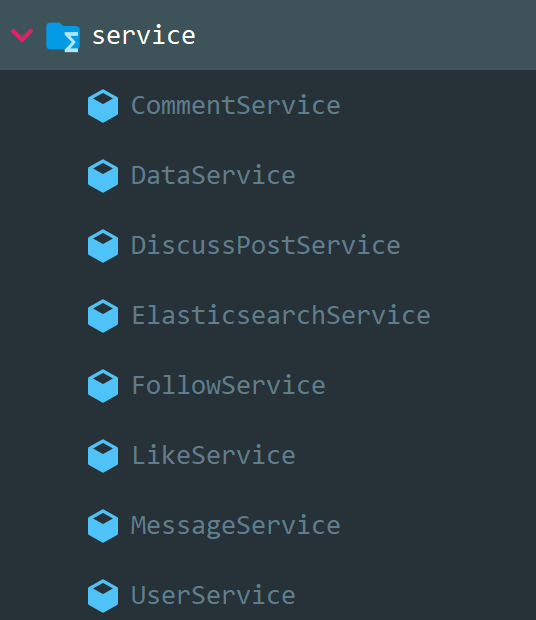 service
CommentService
DataService
DiscussPostService
ElasticsearchService
FollowService
LikeService
MessageService
UserService